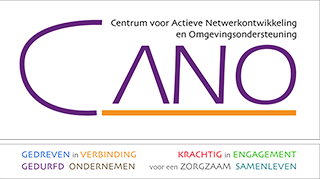 Centrum voor Actieve Netwerkontwikkeling
en Omgevingsondersteuning
CANO
GEDREVEN in VERBINDING KRACHTIG in ENGAGEMENT
GEDURFD ONDERNEMEN voor een ZORGZAAM SAMENLEVEN